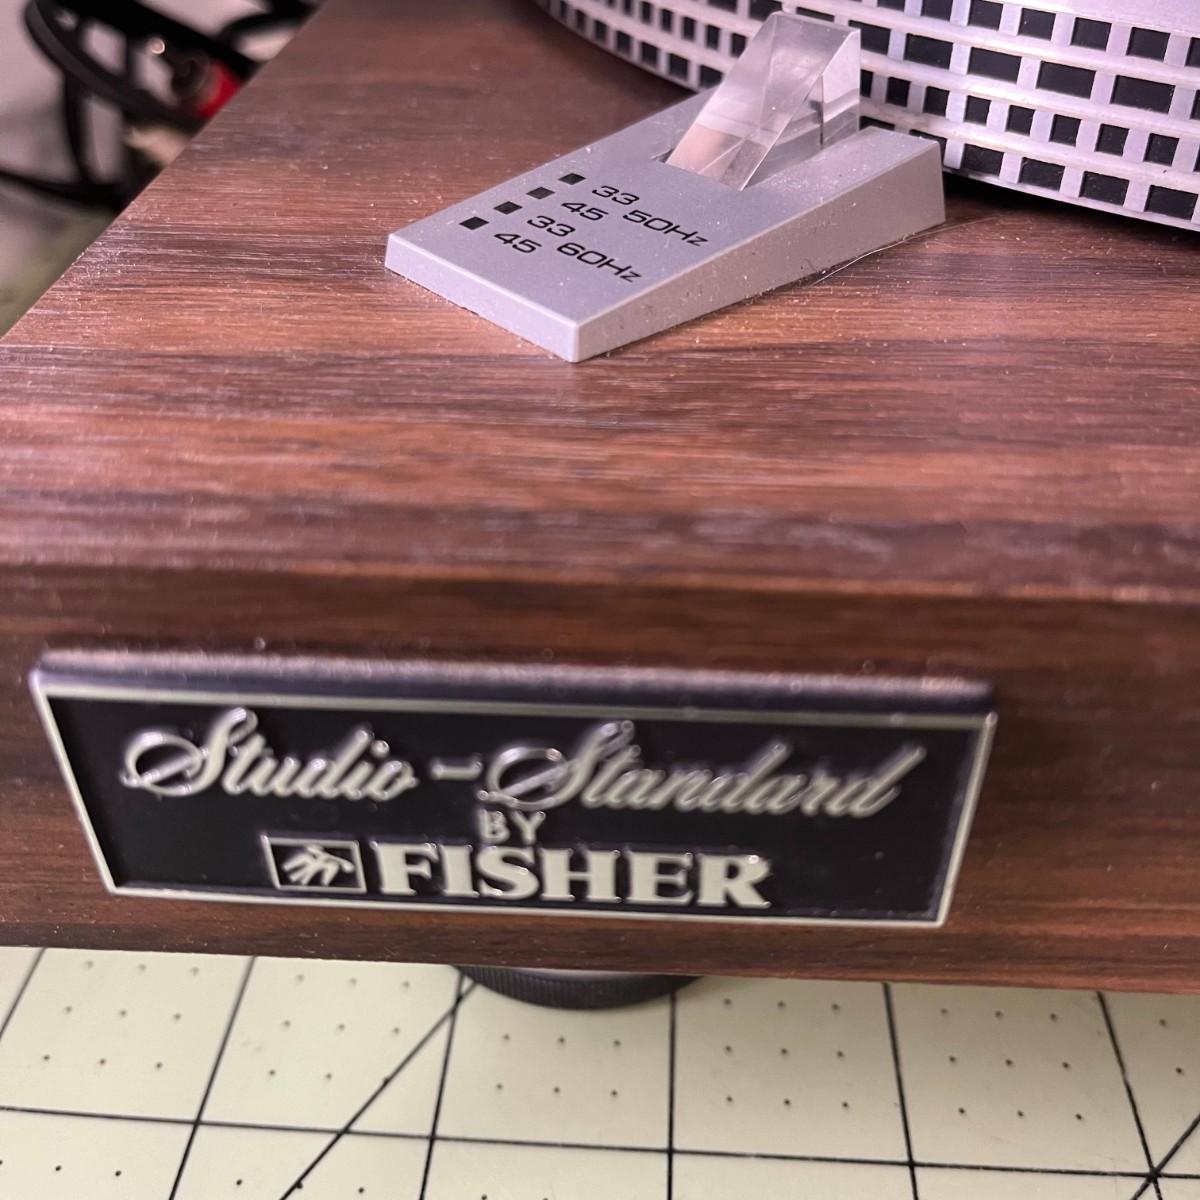 33
45 50Hz
33
45 60Hz
Studio-Standard
BY
FISHER